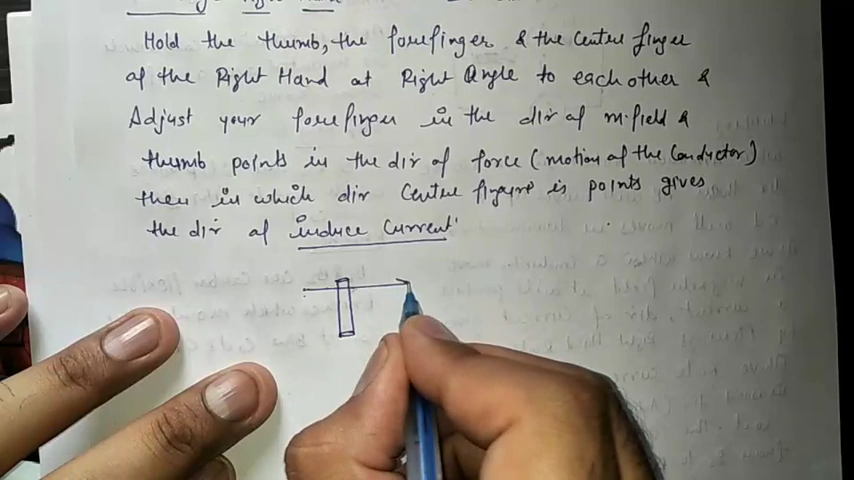 Right Hand
Hold the thumb, the forefinger & the Centre finger
of the Right Hand at Right Angle to each other &
Adjust your forefinger in the dir of m.field &
thumb points in the dir of force (motion of the Conductor)
then in which dir Centre is points gives
the dir of induce Current'